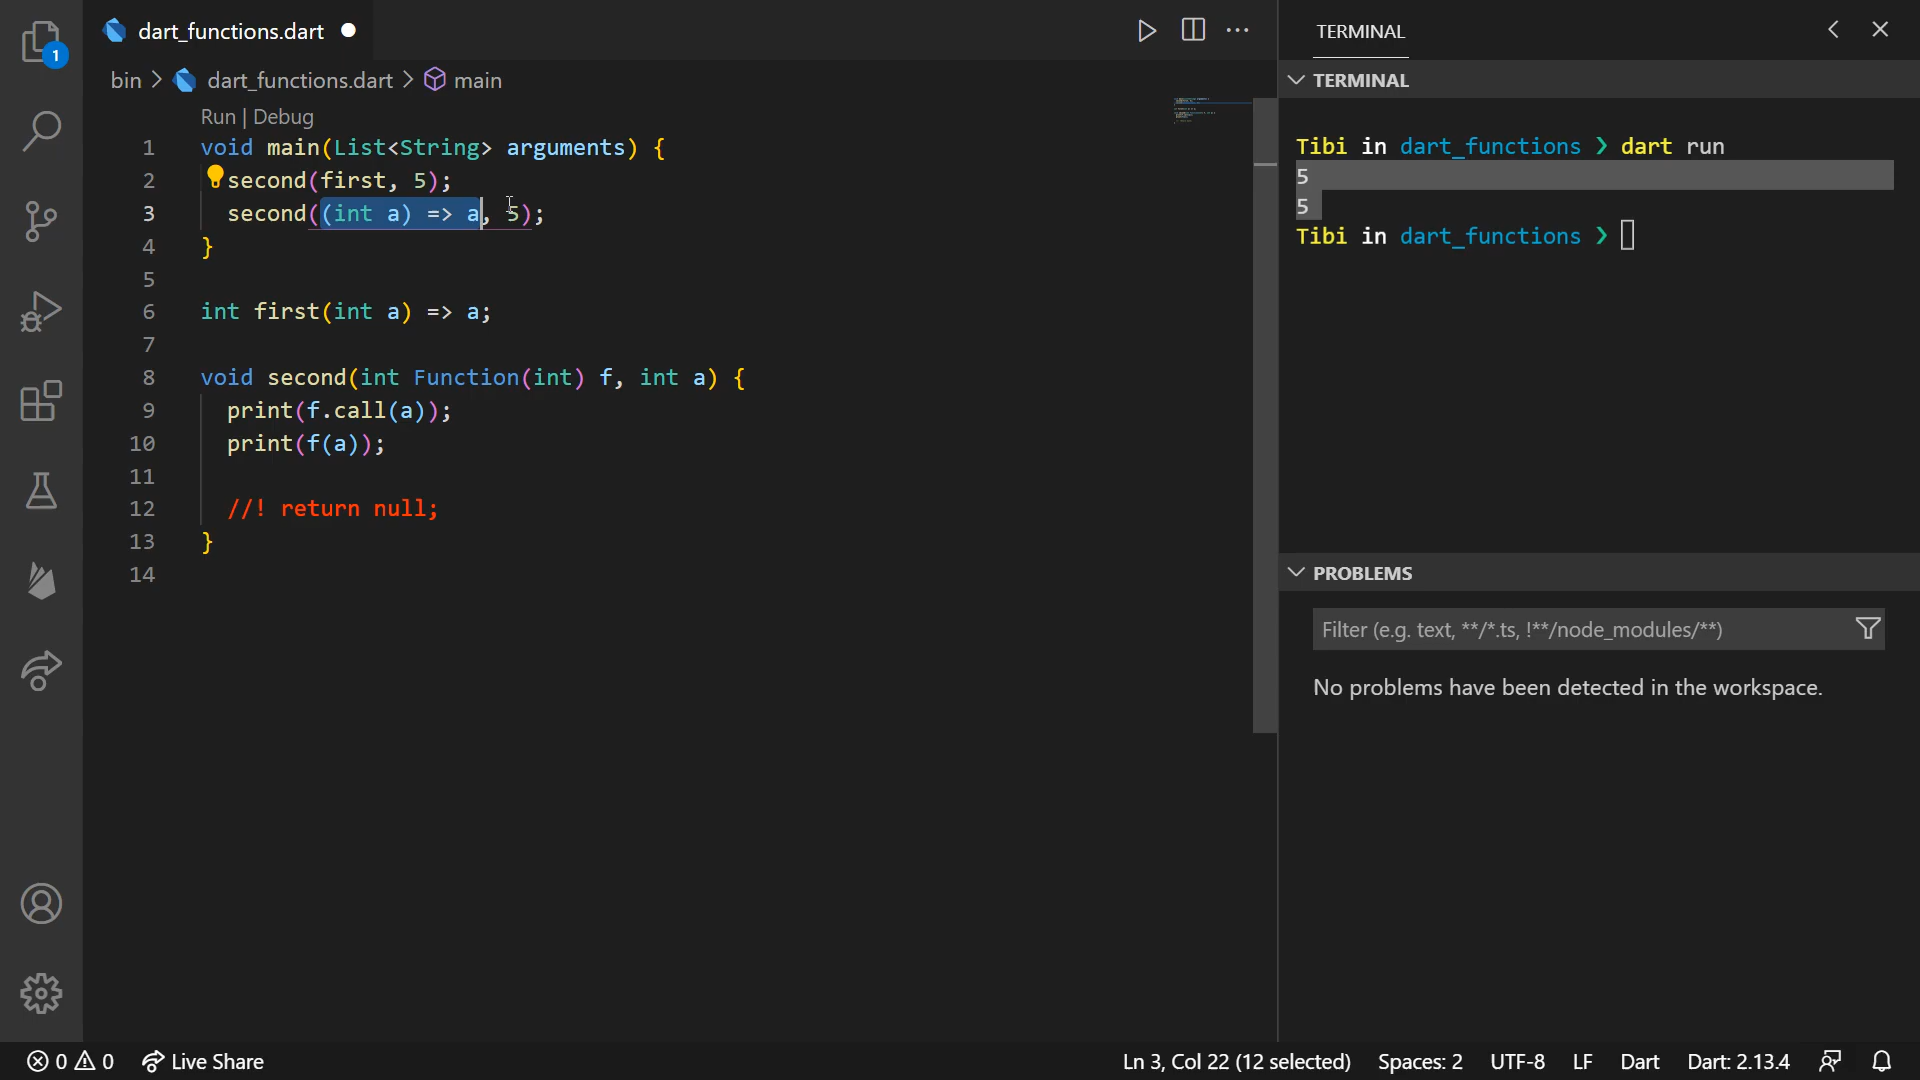 dart_functions.dart
1
bin > dart_functions.dart > main
Run | Debug
1 void main(List<String> arguments) {
2 second(first, 5);
3 second((int a) => a, 5);
4 }
5
6 int first(int a) => a;
7
8 void second(int Function(int) f, int a) {
9 print(f.call(a));
10 print(f(a));
11
12 //! return null;
13 }
14
TERMINAL
TERMINAL
Tibi in dart_functions ❯ dart run
5
5
Tibi in dart_functions ❯
PROBLEMS
Filter (e.g. text, **/*.ts, !**/node_modules/**)
No problems have been detected in the workspace.
0 0 Live Share Ln 3, Col 22 (12 selected) Spaces: 2 UTF-8 LF Dart Dart: 2.13.4